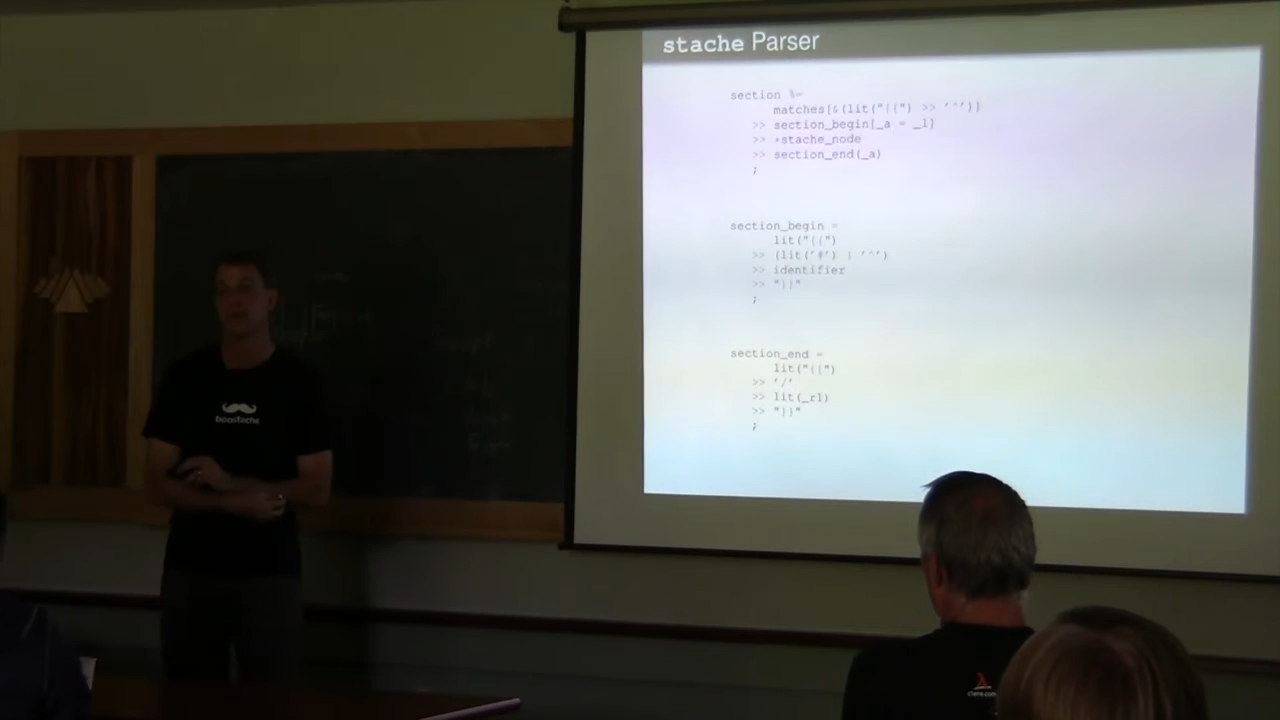 stache Parser
section %=
matches[&(lit("{{") >> '^')]
>> section_begin[_a = _1]
>> *stache_node
>> section_end(_a)
;
section_begin =
lit("{{")
>> (lit('#') | '^')
>> identifier
>> "}}"
;
section_end =
lit("{{")
>> '/'
>> lit(_r1)
>> "}}"
;
boostache